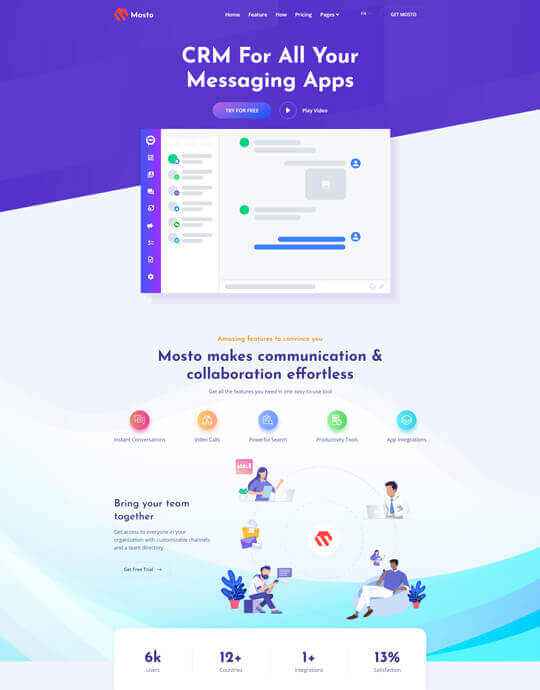 Mosto
Home Feature How Pricing Pages
EN
GET MOSTO
CRM For All Your
Messaging Apps
TRY FOR FREE
Play Video
Amazing features to convince you
Mosto makes communication &
collaboration effortless
Get all the features you need in one easy-to-use tool
Instant Conversations Video Calls Powerful Search Productivity Tools App Integrations
Bring your team
together
Get access to everyone in your
organization with customizable channels
and a team directory.
Get Free Trial →
6k 12+ 1+ 13%
Users Countries Integrations Satisfaction